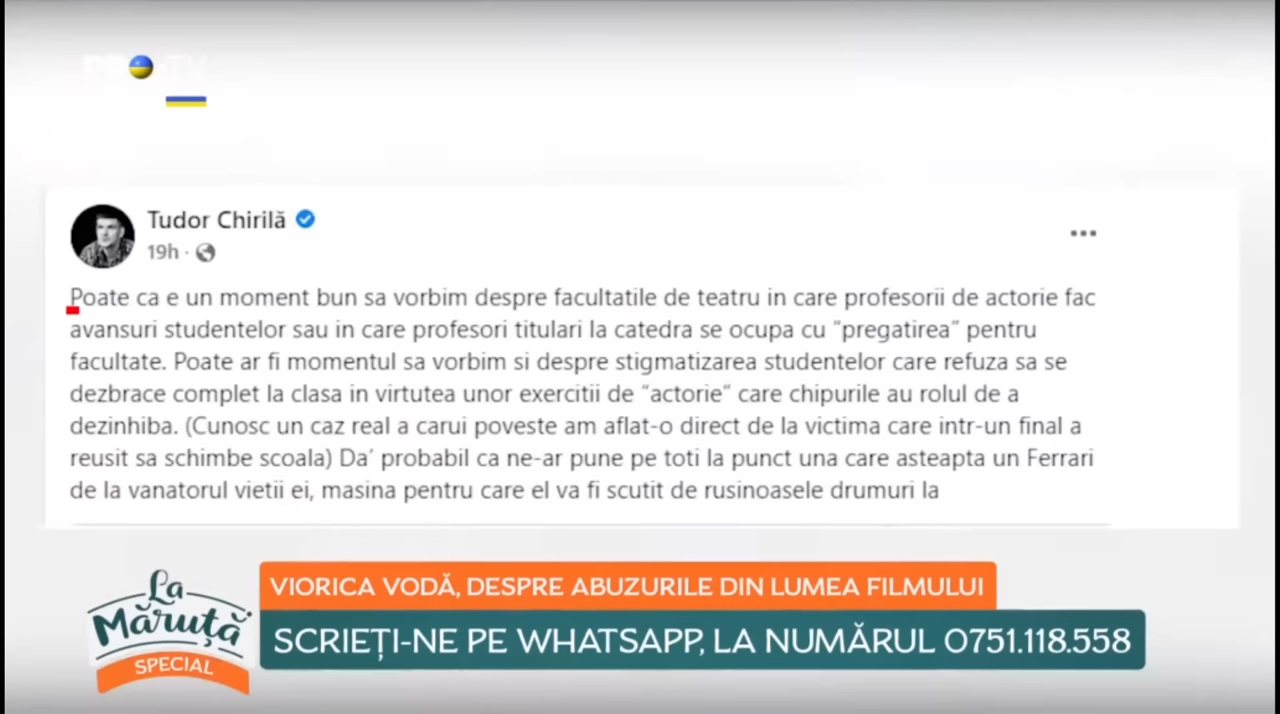 PRO TV
Tudor Chirilă
19h ·
Poate ca e un moment bun sa vorbim despre facultatile de teatru in care profesorii de actorie fac
avansuri studentelor sau in care profesori titulari la catedra se ocupa cu “pregatirea” pentru
facultate. Poate ar fi momentul sa vorbim si despre stigmatizarea studentelor care refuza sa se
dezbrace complet la clasa in virtutea unor exercitii de “actorie” care chipurile au rolul de a
dezinhiba. (Cunosc un caz real a carui poveste am aflat-o direct de la victima care intr-un final a
reusit sa schimbe scoala) Da’ probabil ca ne-ar pune pe toti la punct una care asteapta un Ferrari
de la vanatorul vietii ei, masina pentru care el va fi scutit de rusinoasele drumuri la
La
Măruță
SPECIAL
VIORICA VODĂ, DESPRE ABUZURILE DIN LUMEA FILMULUI
SCRIEȚI-NE PE WHATSAPP, LA NUMĂRUL 0751.118.558